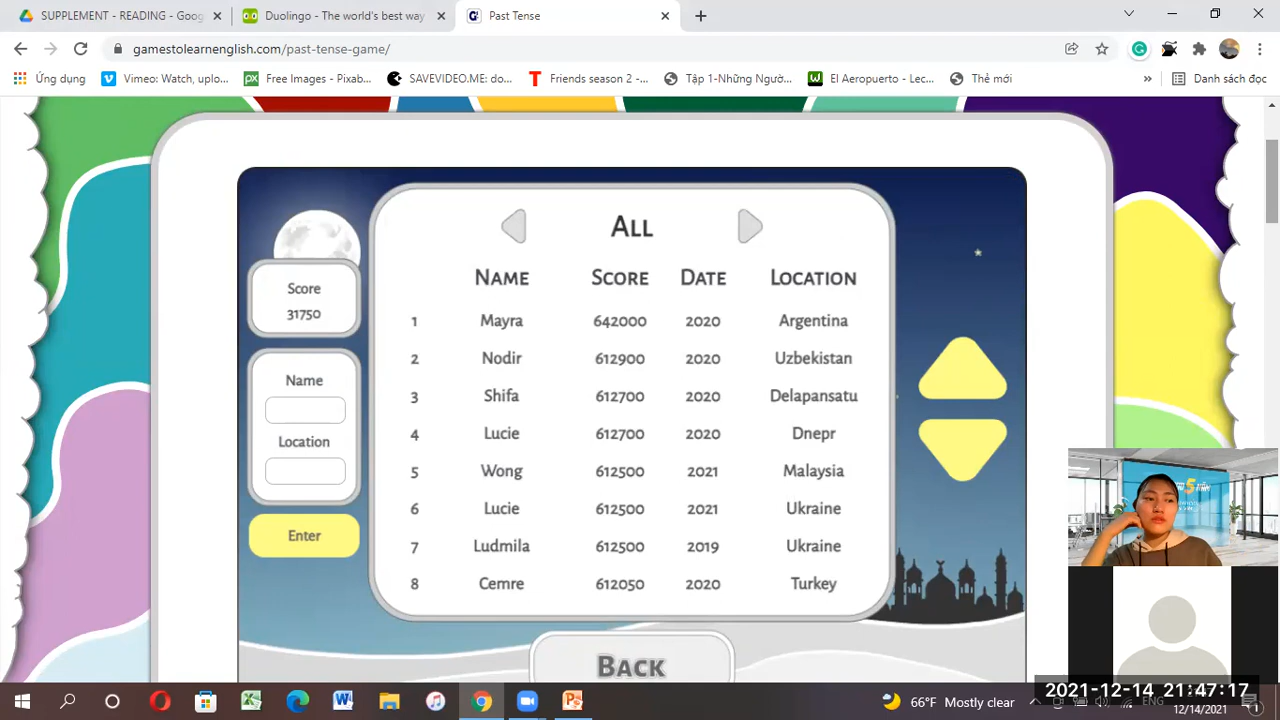 SUPPLEMENT - READING - Goog
Duolingo - The world's best way
Past Tense
gamestolearnenglish.com/past-tense-game/
Ứng dụng
Vimeo: Watch, uplo...
Free Images - Pixab...
SAVEVIDEO.ME: do...
Friends season 2 -...
Tập 1-Những Ngườ...
El Aeropuerto - Lec...
Thẻ mới
»
Danh sách đọc
ALL
NAME SCORE DATE LOCATION
1 Mayra 642000 2020 Argentina
2 Nodir 612900 2020 Uzbekistan
3 Shifa 612700 2020 Delapansatu
4 Lucie 612700 2020 Dnepr
5 Wong 612500 2021 Malaysia
6 Lucie 612500 2021 Ukraine
7 Ludmila 612500 2019 Ukraine
8 Cemre 612050 2020 Turkey
Score
31750
Name
Location
Enter
BACK
66°F Mostly clear
ENG
2021-12-14 21:47:17
12/14/2021